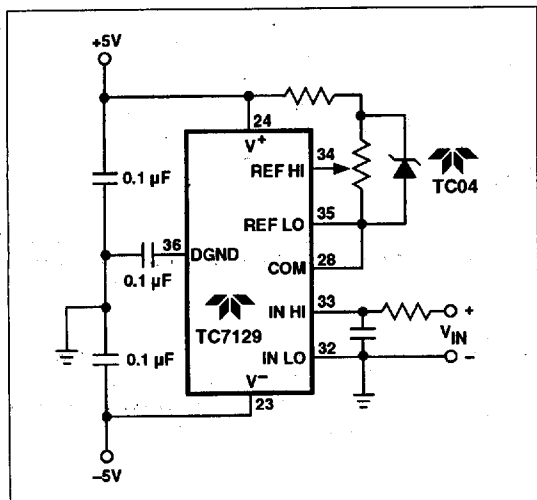 +5V
24
V+
34
REF HI
TC04
0.1 µF
35
REF LO
36
DGND
28
COM
0.1 µF
33
IN HI
+
TC7129
VIN
0.1 µF
32
IN LO
–
V–
23
–5V